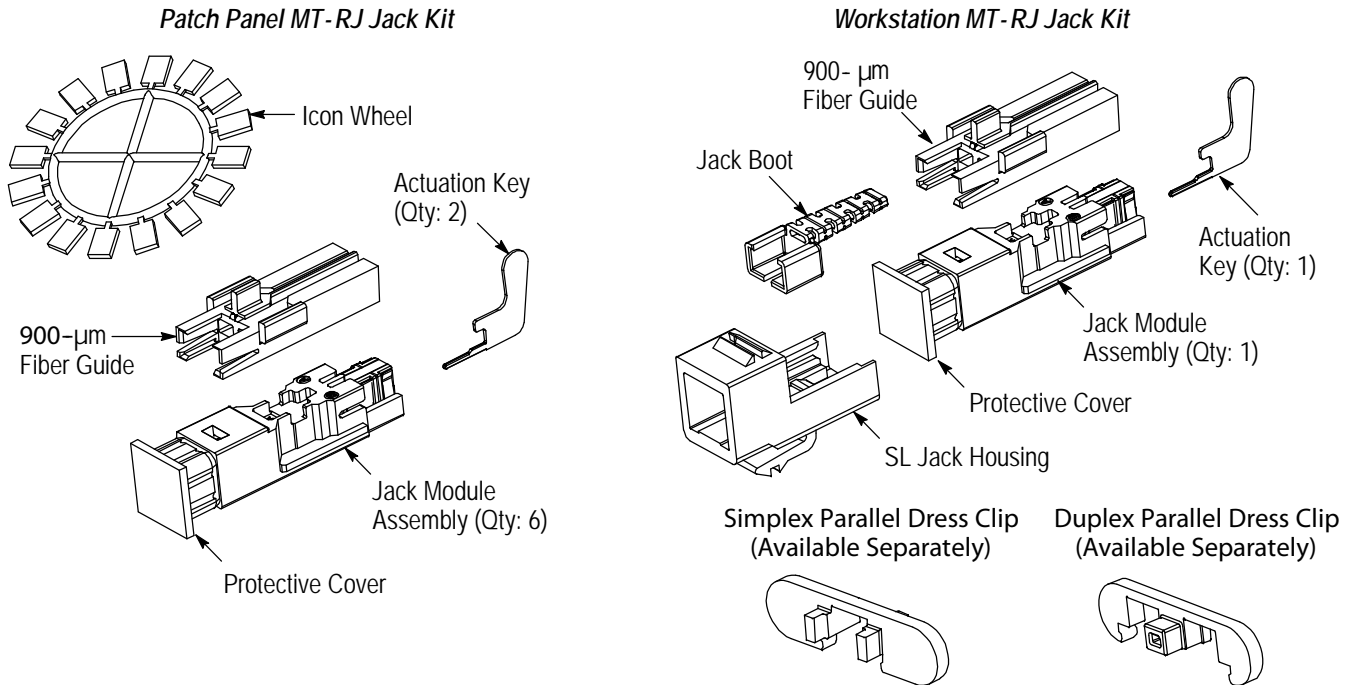 Patch Panel MT-RJ Jack Kit
Icon Wheel
Actuation Key
(Qty: 2)
900-µm
Fiber Guide
Jack Module
Assembly (Qty: 6)
Protective Cover
Workstation MT-RJ Jack Kit
900- µm
Fiber Guide
Jack Boot
Actuation
Key (Qty: 1)
Jack Module
Assembly (Qty: 1)
Protective Cover
SL Jack Housing
Simplex Parallel Dress Clip
(Available Separately)
Duplex Parallel Dress Clip
(Available Separately)